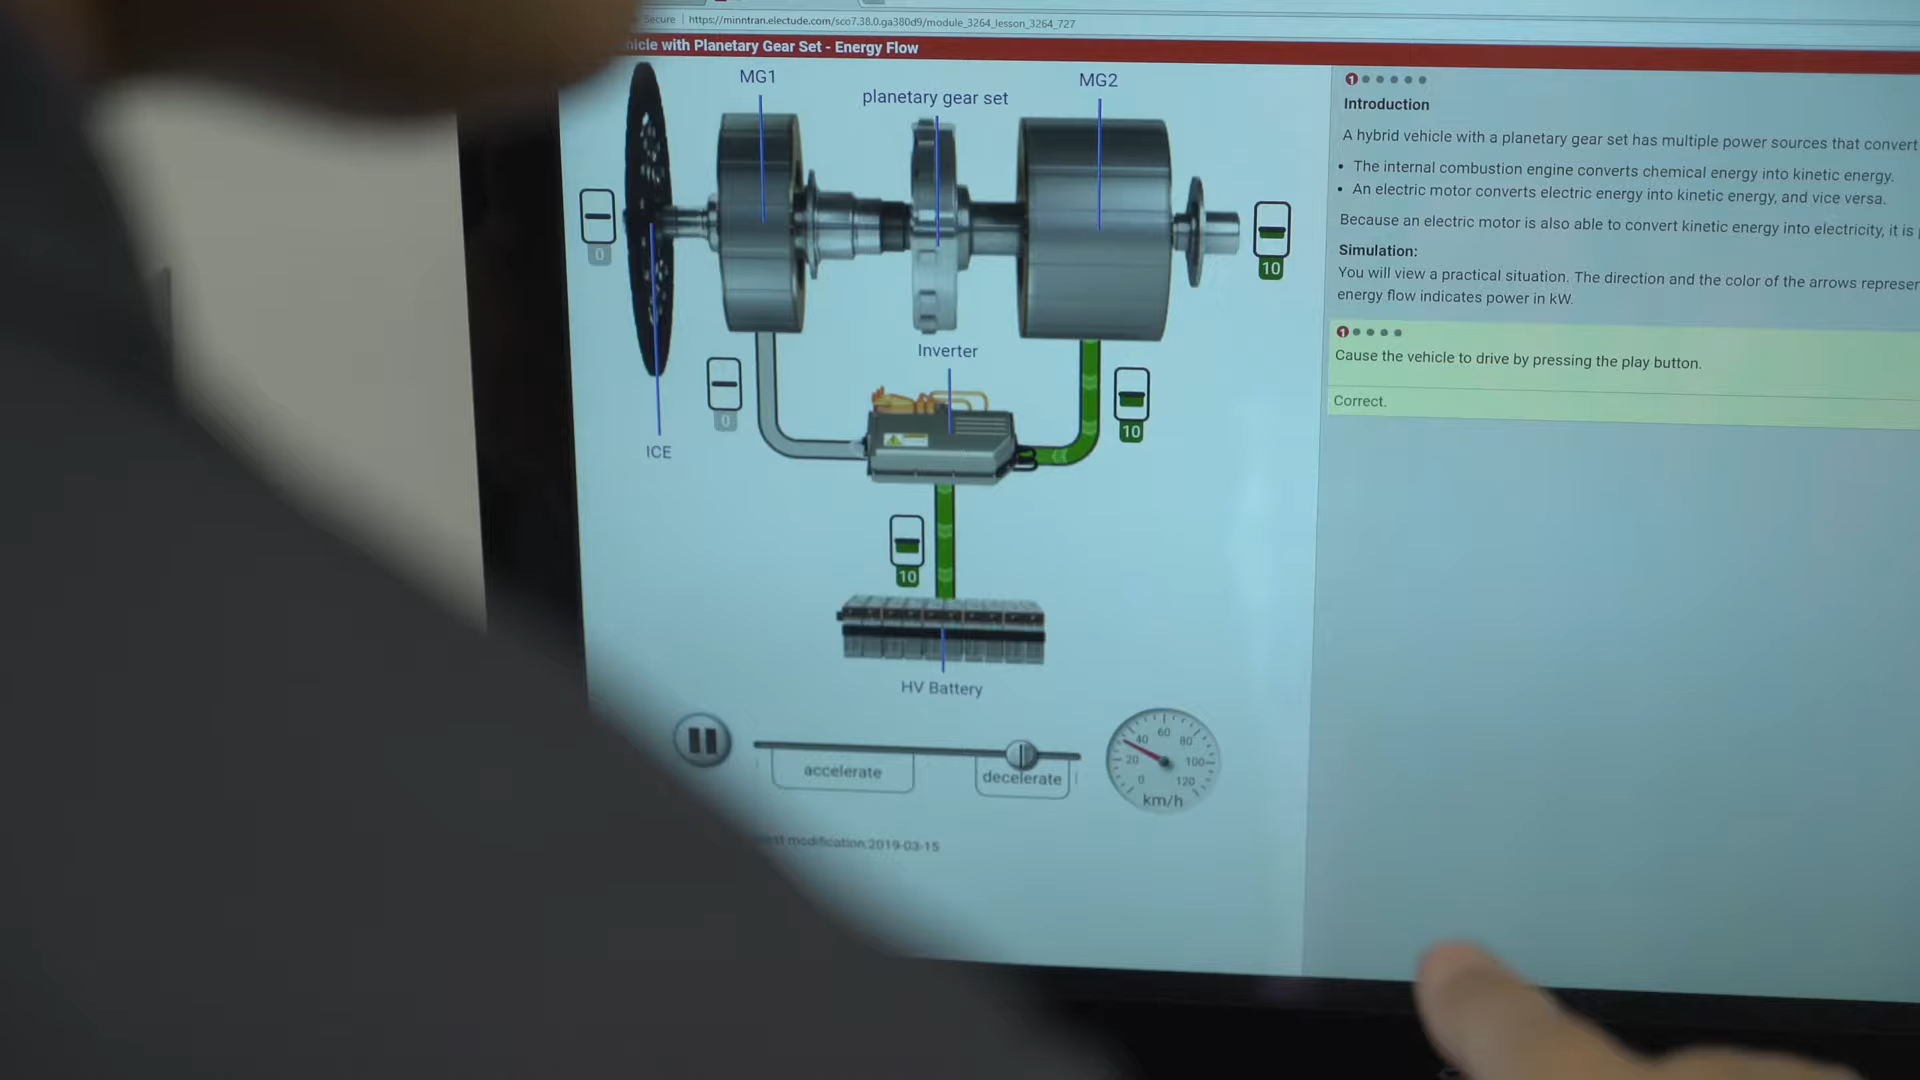 Secure | https://minntran.electude.com/sco7.38.0.ga380d9/module_3264_lesson_3264_727
with Planetary Gear Set - Energy Flow
MG1
planetary gear set
MG2
0
10
0
Inverter
10
ICE
10
HV Battery
accelerate
decelerate
0
20
40
60
80
100
120
km/h
modification:2019-03-15
1
Introduction
A hybrid vehicle with a planetary gear set has multiple power sources that convert
• The internal combustion engine converts chemical energy into kinetic energy.
• An electric motor converts electric energy into kinetic energy, and vice versa.
Because an electric motor is also able to convert kinetic energy into electricity, it is
Simulation:
You will view a practical situation. The direction and the color of the arrows
energy flow indicates power in kW.
1
Cause the vehicle to drive by pressing the play button.
Correct.